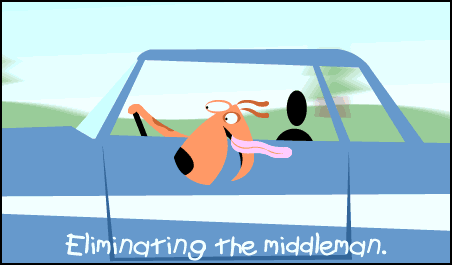 Eliminating the middleman.